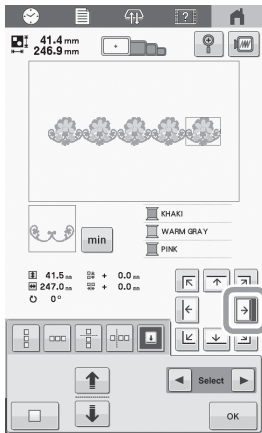 ?
41.4 mm
246.9 mm
KHAKI
WARM GRAY
PINK
min
41.5 mm + 0.0 mm
247.0 mm + 0.0 mm
0°
Select
OK